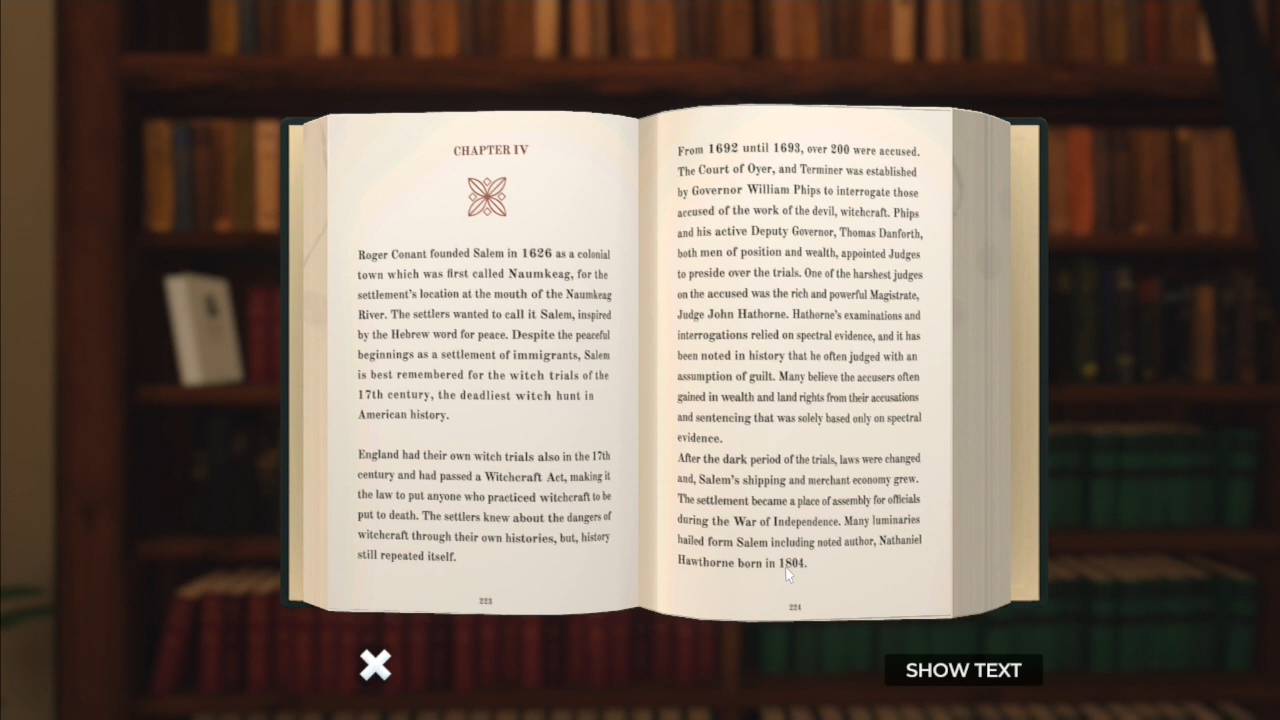 CHAPTER IV
Roger Conant founded Salem in 1626 as a colonial
town which was first called Naumkeag, for the
settlement's location at the mouth of the Naumkeag
River. The settlers wanted to call it Salem, inspired
by the Hebrew word for peace. Despite the peaceful
beginnings as a settlement of immigrants, Salem
is best remembered for the witch trials of the
17th century, the deadliest witch hunt in
American history.
England had their own witch trials also in the 17th
century and had passed a Witchcraft Act, making it
the law to put anyone who practiced witchcraft to be
put to death. The settlers knew about the dangers of
witchcraft through their own histories, but, history
still repeated itself.
223
From 1692 until 1693, over 200 were accused.
The Court of Oyer, and Terminer was established
by Governor William Phips to interrogate those
accused of the work of the devil, witchcraft. Phips
and his active Deputy Governor, Thomas Danforth,
both men of position and wealth, appointed Judges
to preside over the trials. One of the harshest judges
on the accused was the rich and powerful Magistrate,
Judge John Hathorne. Hathorne's examinations and
interrogations relied on spectral evidence, and it has
been noted in history that he often judged with an
assumption of guilt. Many believe the accusers often
gained in wealth and land rights from their accusations
and sentencing that was solely based only on spectral
evidence.
After the dark period of the trials, laws were changed
and, Salem's shipping and merchant economy grew.
The settlement became a place of assembly for officials
during the War of Independence. Many luminaries
hailed form Salem including noted author, Nathaniel
Hawthorne born in 1804.
224
SHOW TEXT